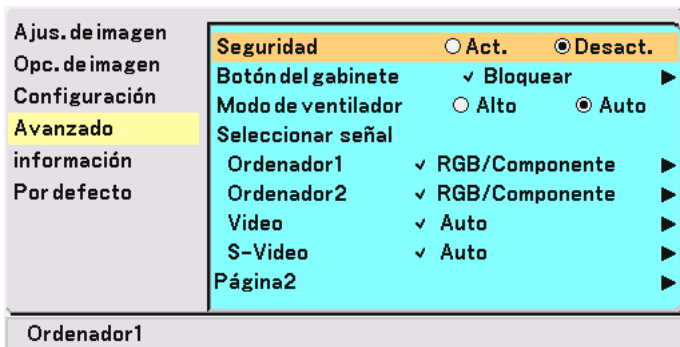 Ajus. de imagen
Opc. de imagen
Configuración
Avanzado
información
Por defecto
Seguridad Act. Desact.
Botón del gabinete ✓ Bloquear ▶
Modo de ventilador Alto Auto
Seleccionar señal
Ordenador1 ✓ RGB/Componente ▶
Ordenador2 ✓ RGB/Componente ▶
Video ✓ Auto ▶
S-Video ✓ Auto ▶
Página2 ▶
Ordenador1